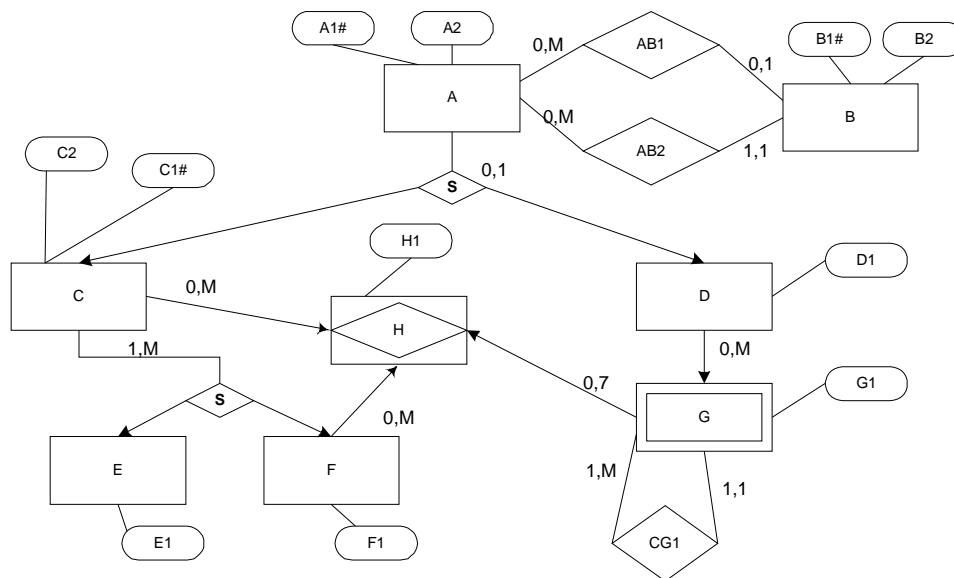 A1#
A2
B1#
B2
0,M
AB1
0,1
A
B
0,M
AB2
1,1
C2
C1#
0,1
S
H1
D1
C
0,M
D
H
1,M
0,M
0,7
G1
S
0,M
G
E
F
1,M
1,1
E1
F1
CG1